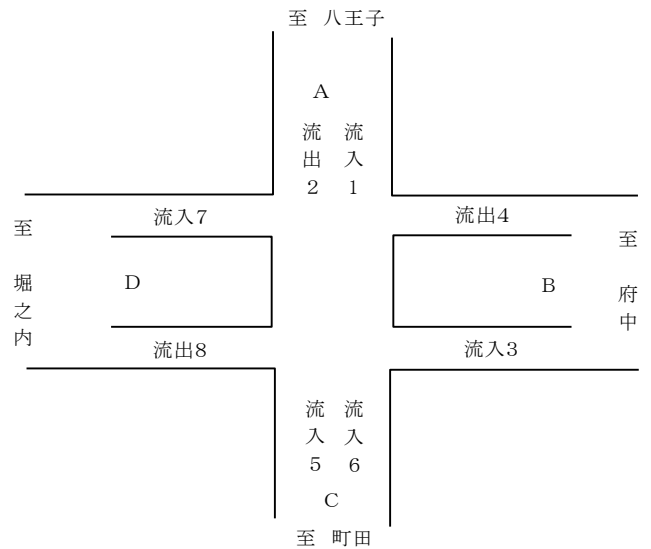 至 八王子
A
流出2
流入1
流入7
流出4
至 堀之内
D
B
至 府中
流出8
流入3
流入5
流入6
C
至 町田